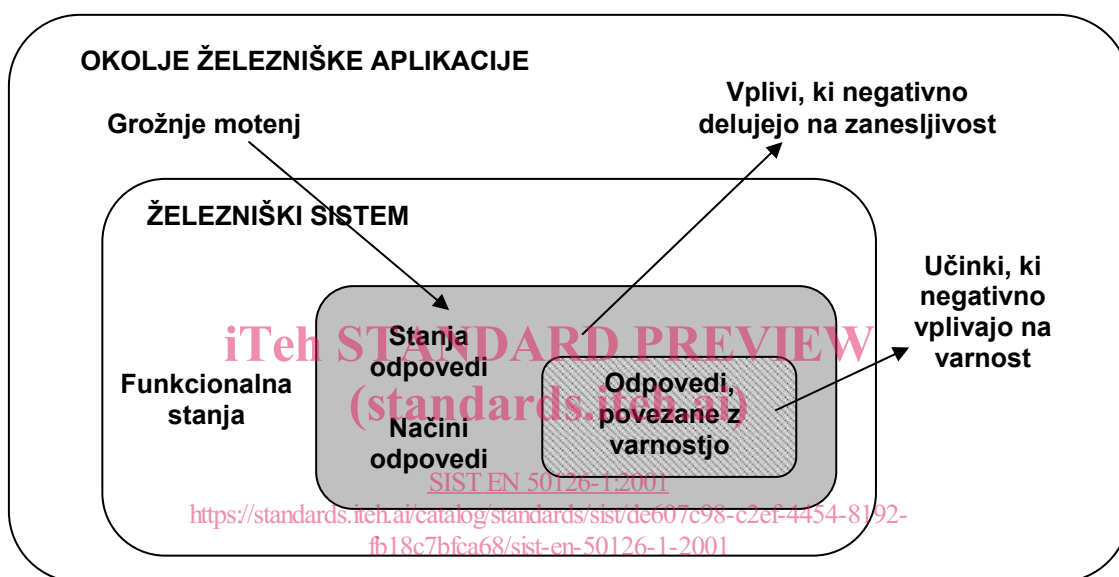 OKOLJE ŽELEZNIŠKE APLIKACIJE
Grožnje motenj
Vplivi, ki negativno
delujejo na zanesljivost
ŽELEZNIŠKI SISTEM
Učinki, ki
negativno
vplivajo na
varnost
Stanja
odpovedi
Funkcionalna
stanja
Načini
odpovedi
Odpovedi,
povezane z
varnostjo
iTeh STANDARD PREVIEW
(standards.iteh.ai)
SIST EN 50126-1:2001
https://standards.iteh.ai/catalog/standards/sist/de607c98-c2ef-4454-8192-
fb18c7bfca68/sist-en-50126-1-2001